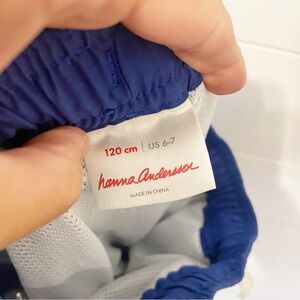 120 cm | US 6-7
hanna Andersson
MADE IN CHINA